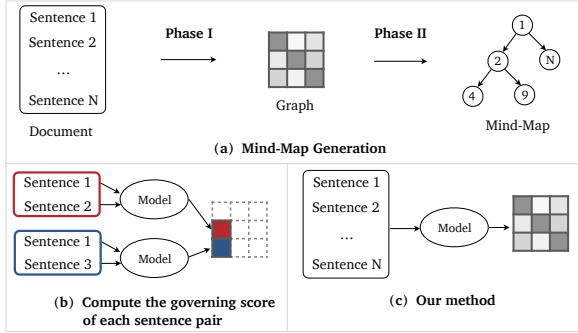 Sentence 1
Sentence 2
...
Sentence N
Document
Phase I
Graph
Phase II
1
2
N
4
9
Mind-Map
(a) Mind-Map Generation
Sentence 1
Sentence 2
Model
Sentence 1
Sentence 3
Model
(b) Compute the governing score
of each sentence pair
Sentence 1
Sentence 2
...
Sentence N
Model
(c) Our method